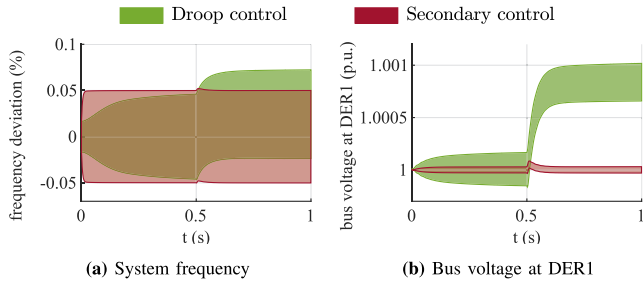 Droop control
Secondary control
frequency deviation (%)
0.1
0.05
0
-0.05
0
0.5
1
t (s)
(a) System frequency
bus voltage at DER1 (p.u.)
1.001
1.0005
1
0
0.5
1
t (s)
(b) Bus voltage at DER1